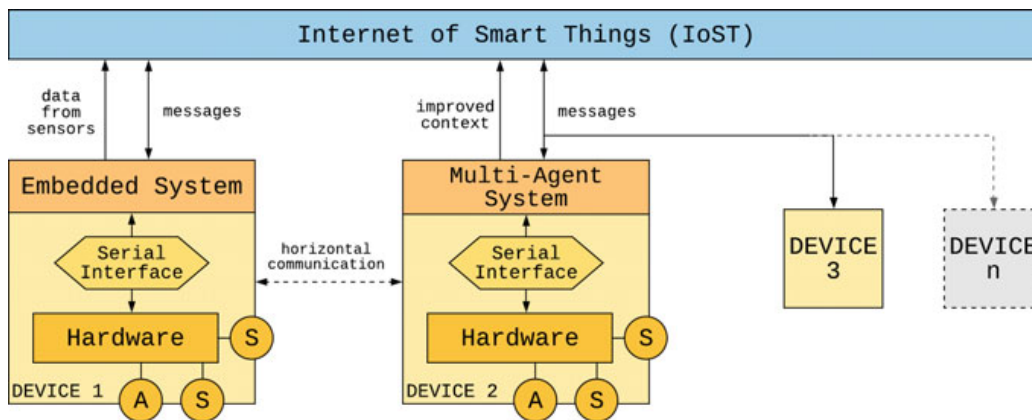 Internet of Smart Things (IoST)
data
from
sensors
messages
improved
context
messages
Embedded System
Multi-Agent
System
Serial
Interface
horizontal
communication
Serial
Interface
DEVICE
3
DEVICE
n
Hardware
S
Hardware
S
DEVICE 1
A
S
DEVICE 2
A
S